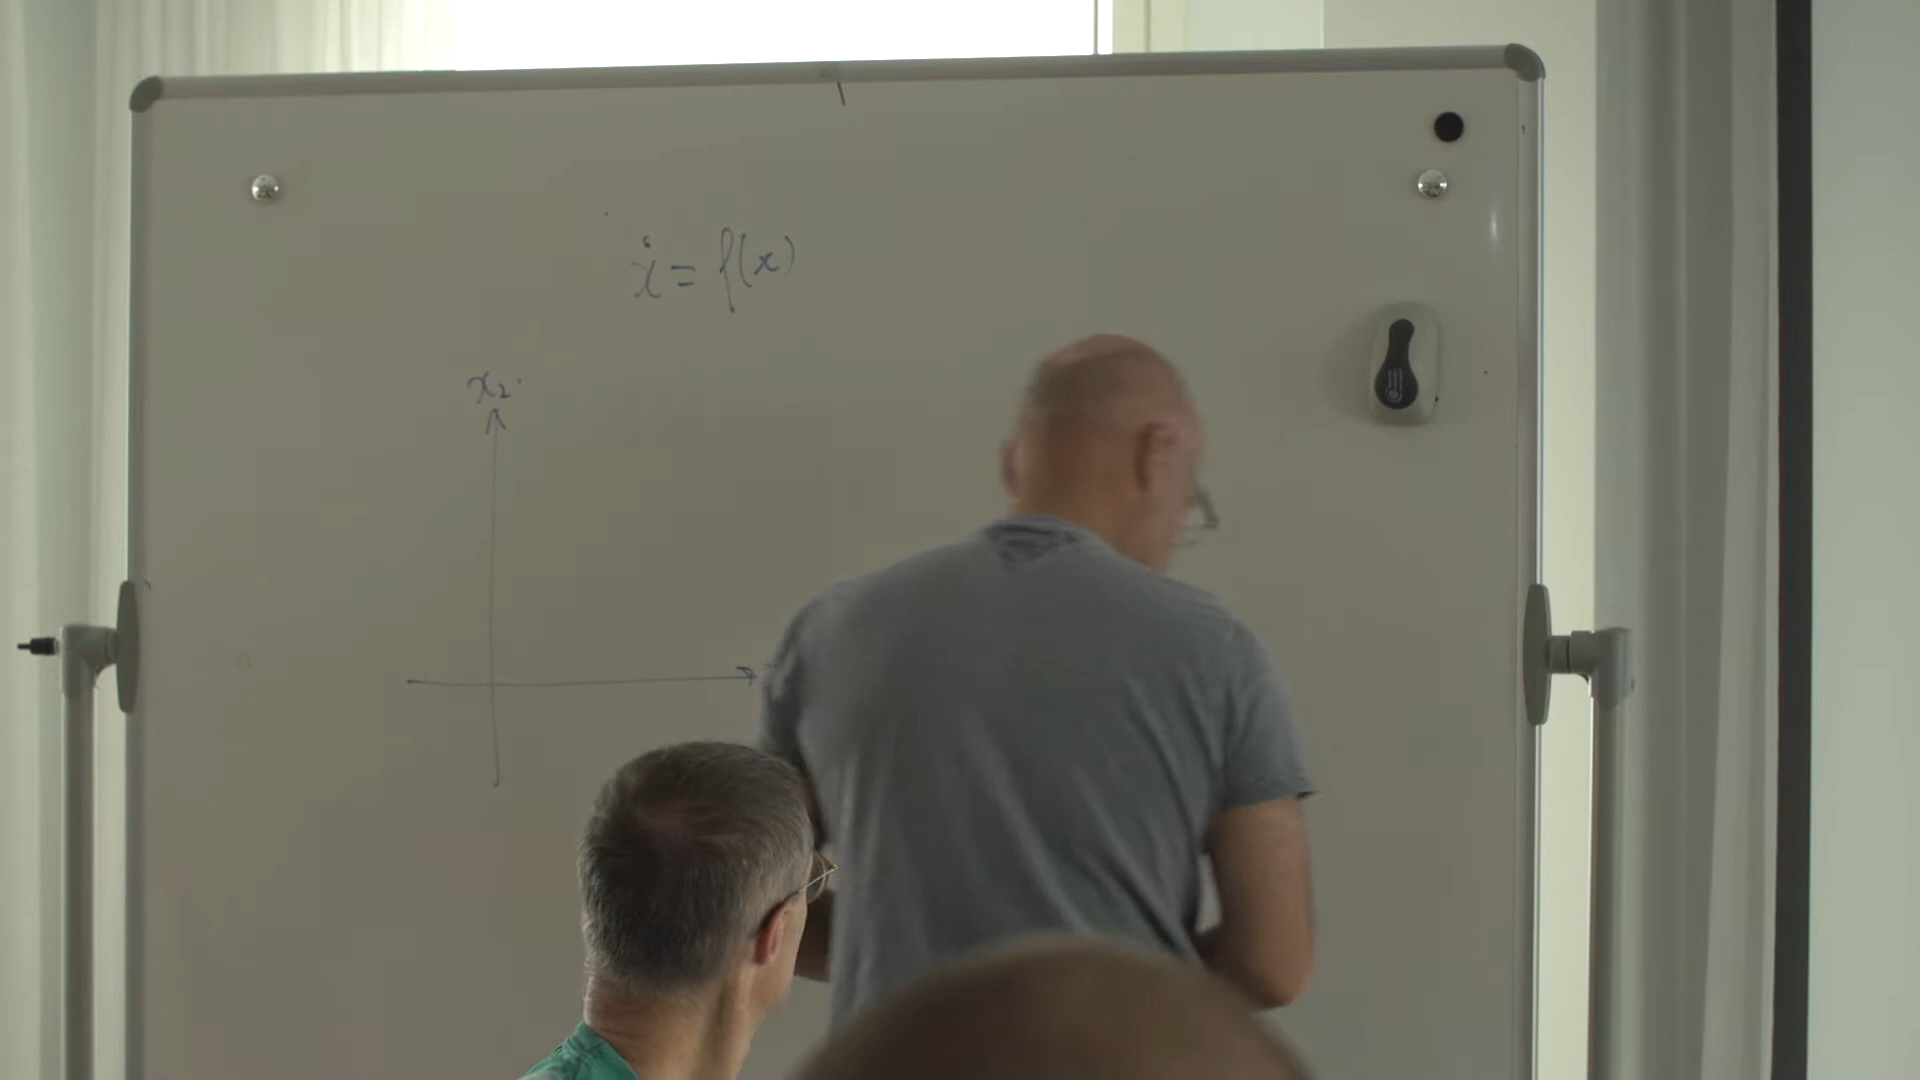 ẋ = f(x)
x₂